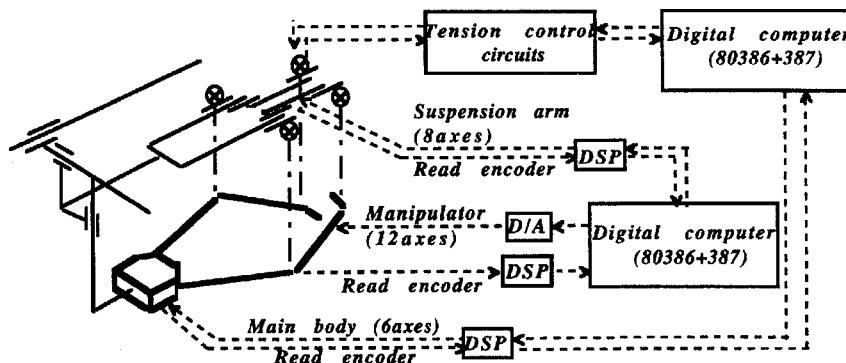 Tension control
circuits
Digital computer
(80386+387)
Suspension arm
(8axes)
Read encoder
DSP
Manipulator
(12axes)
D/A
Digital computer
(80386+387)
Read encoder
DSP
Main body (6axes)
Read encoder
DSP